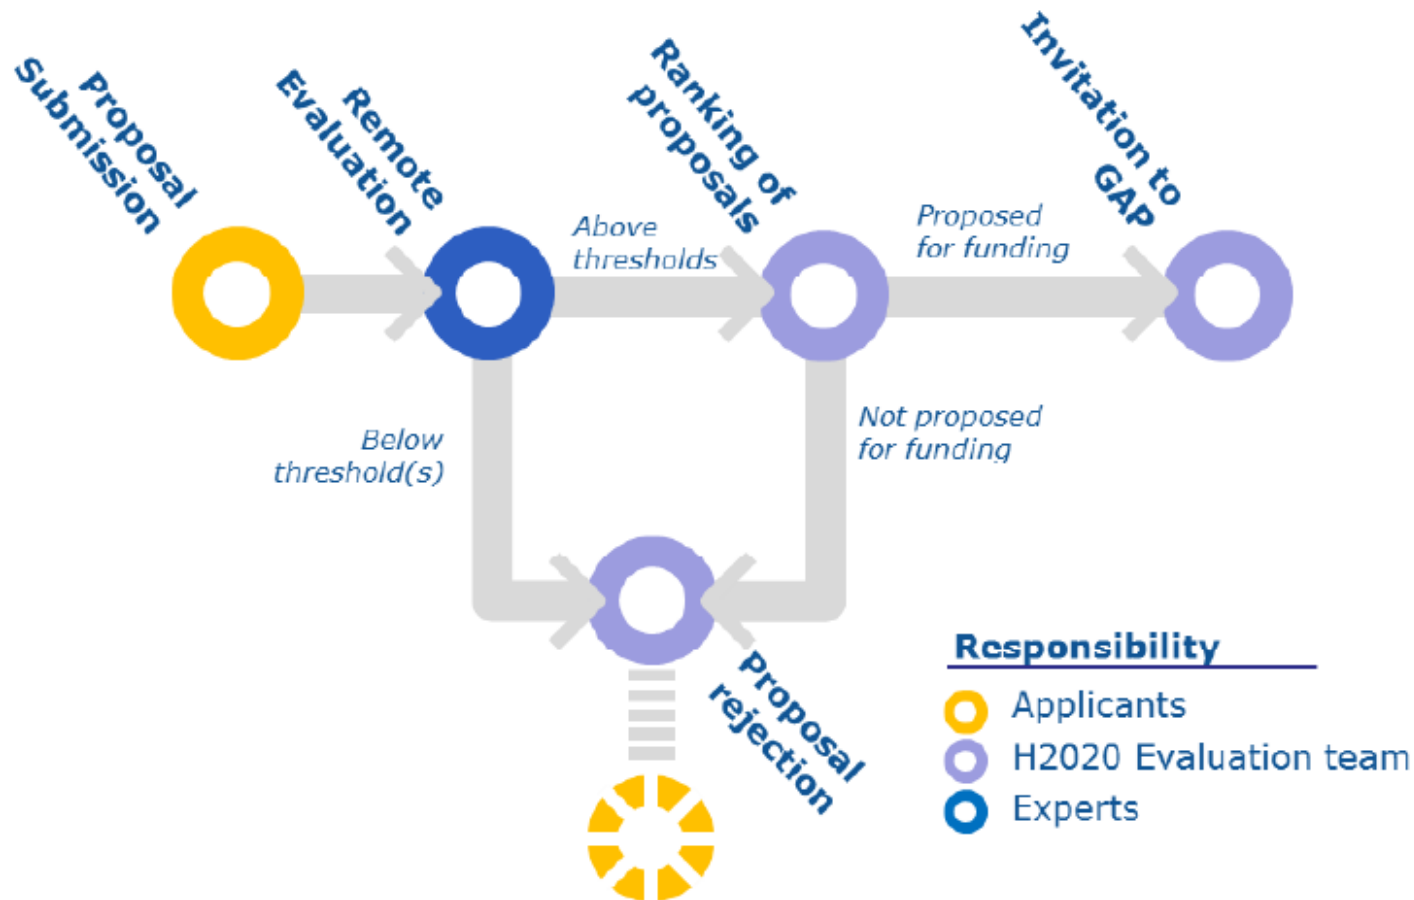 Proposal
Submission
Remote
Evaluation
Ranking of
proposals
Invitation to
GAP
Above
thresholds
Proposed
for funding
Below
threshold(s)
Not proposed
for funding
Proposal
rejection
Responsibility
Applicants
H2020 Evaluation team
Experts